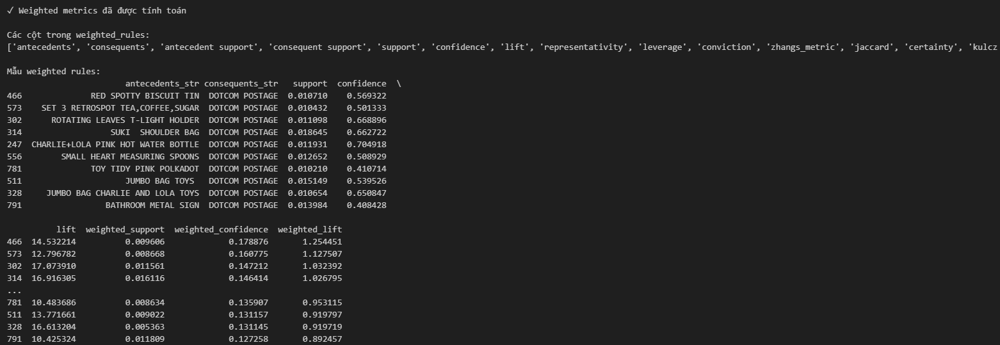 ✓ Weighted metrics đã được tính toán
Các cột trong weighted_rules:
['antecedents', 'consequents', 'antecedent support', 'consequent support', 'support', 'confidence', 'lift', 'representativity', 'leverage', 'conviction', 'zhangs_metric', 'jaccard', 'certainty', 'kulcz
Mẫu weighted rules:
antecedents_str consequents_str support confidence \
466 RED SPOTTY BISCUIT TIN DOTCOM POSTAGE 0.010710 0.569322
573 SET 3 RETROSPOT TEA,COFFEE,SUGAR DOTCOM POSTAGE 0.010432 0.501333
302 ROTATING LEAVES T-LIGHT HOLDER DOTCOM POSTAGE 0.011098 0.668896
314 SUKI  SHOULDER BAG DOTCOM POSTAGE 0.018645 0.662722
247 CHARLIE+LOLA PINK HOT WATER BOTTLE DOTCOM POSTAGE 0.011931 0.704918
556 SMALL HEART MEASURING SPOONS DOTCOM POSTAGE 0.012652 0.508929
781 TOY TIDY PINK POLKADOT DOTCOM POSTAGE 0.010210 0.410714
511 JUMBO BAG TOYS DOTCOM POSTAGE 0.015149 0.539526
328 JUMBO BAG CHARLIE AND LOLA TOYS DOTCOM POSTAGE 0.010654 0.650847
791 BATHROOM METAL SIGN DOTCOM POSTAGE 0.013984 0.408428
lift weighted_support weighted_confidence weighted_lift
466 14.532214 0.009606 0.178876 1.254451
573 12.796782 0.008668 0.160775 1.127507
302 17.073910 0.011561 0.147212 1.032392
314 16.916305 0.016116 0.146414 1.026795
...
781 10.483686 0.008634 0.135907 0.953115
511 13.771661 0.009022 0.131157 0.919797
328 16.613204 0.005363 0.131145 0.919719
791 10.425324 0.011809 0.127258 0.892457